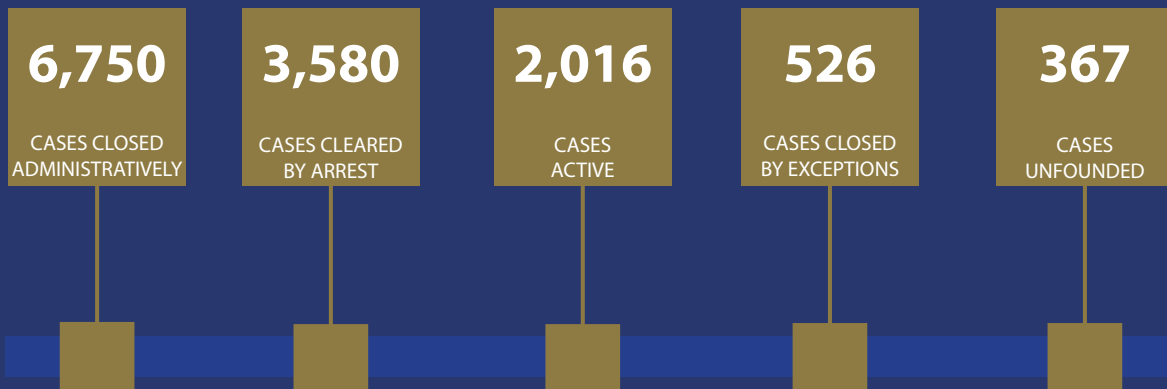 6,750
CASES CLOSED
ADMINISTRATIVELY
3,580
CASES CLEARED
BY ARREST
2,016
CASES
ACTIVE
526
CASES CLOSED
BY EXCEPTIONS
367
CASES
UNFOUNDED